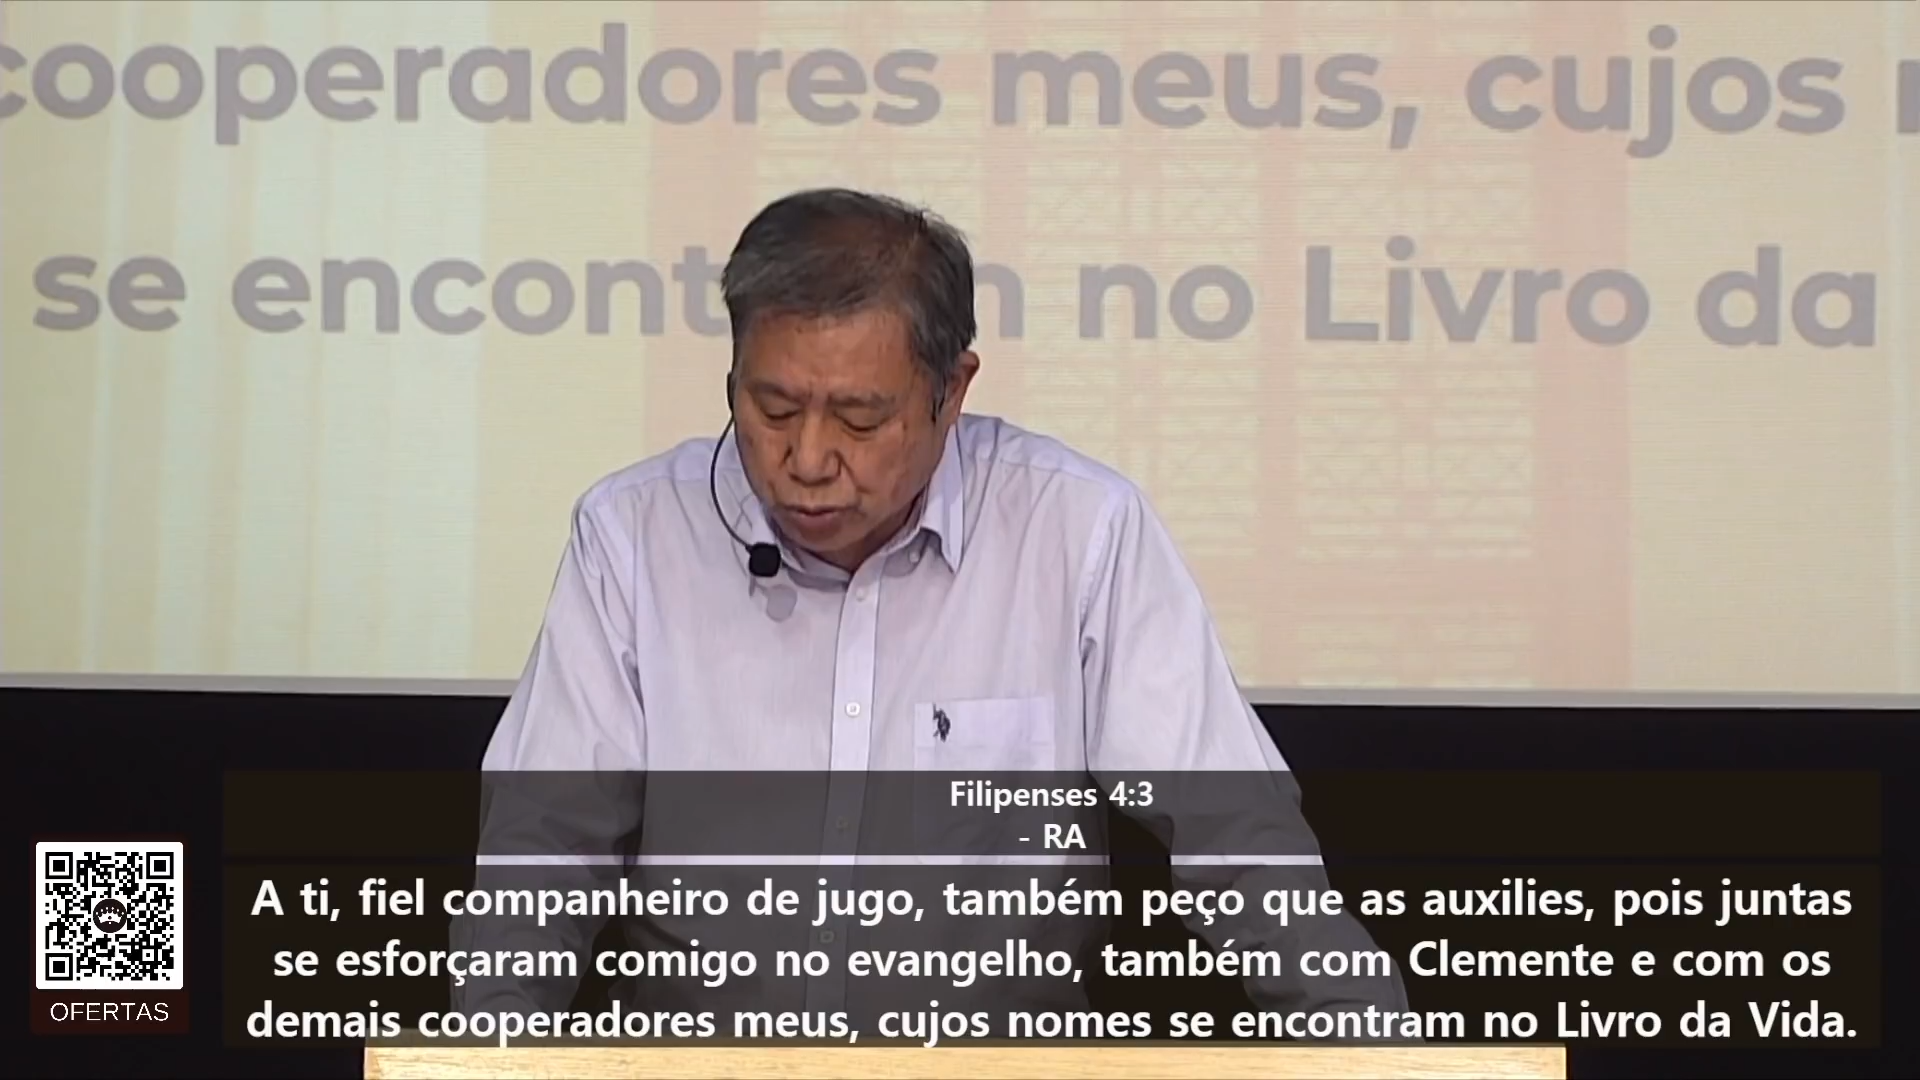 cooperadores meus, cujos
se encont no Livro da
Filipenses 4:3
- RA
A ti, fiel companheiro de jugo, também peço que as auxilies, pois juntas
se esforçaram comigo no evangelho, também com Clemente e com os
demais cooperadores meus, cujos nomes se encontram no Livro da Vida.
OFERTAS